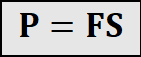 P = FS